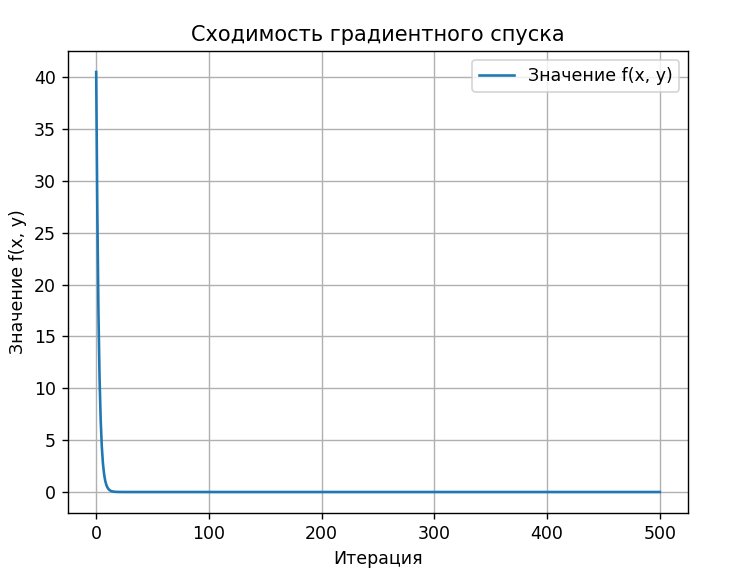 Сходимость градиентного спуска
Значение f(x, y)
Значение f(x, y)
40
35
30
25
20
15
10
5
0
0 100 200 300 400 500
Итерация